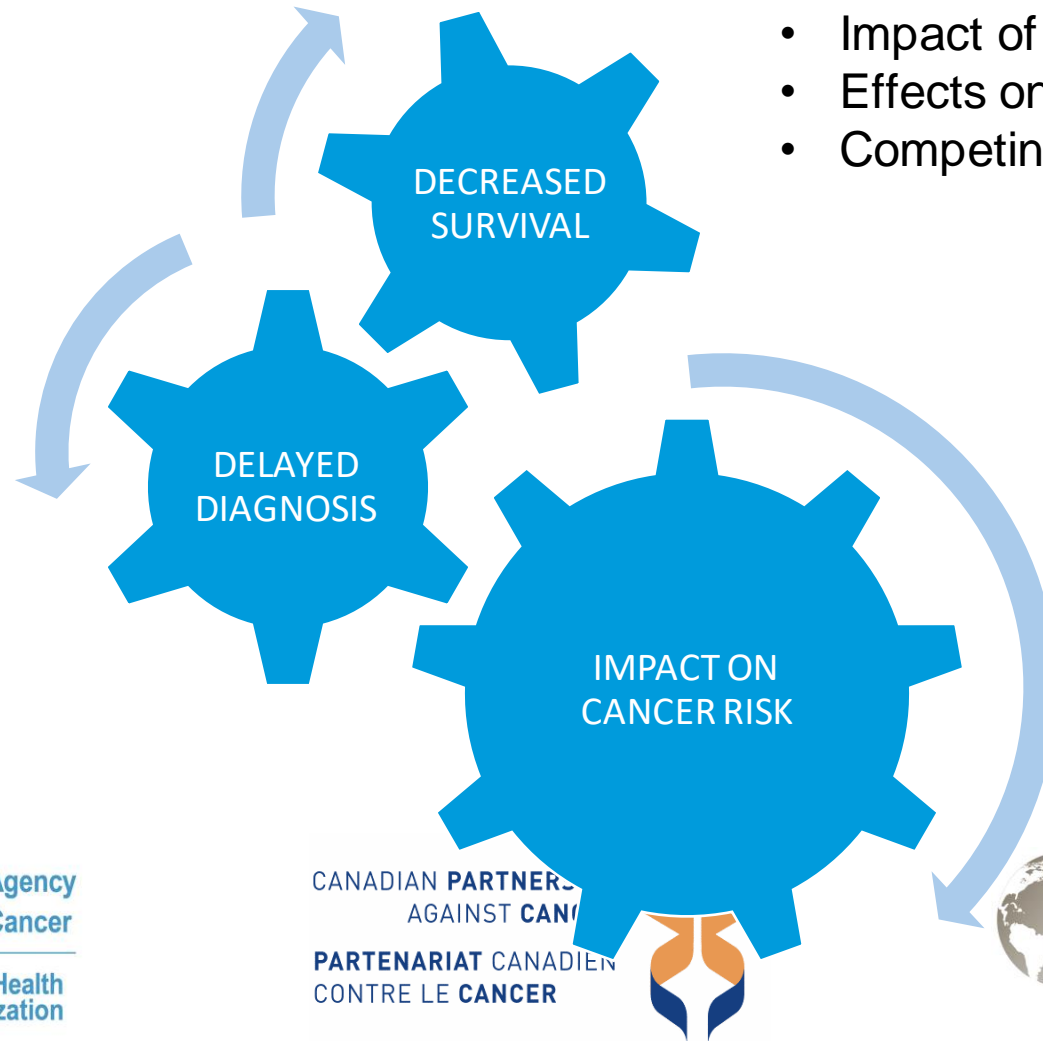 • Impact of
• Effects on
• Competin
DECREASED
SURVIVAL
DELAYED
DIAGNOSIS
IMPACT ON
CANCER RISK
Agency
Cancer
Health
zation
CANADIAN PARTNERS
AGAINST CANC
PARTENARIAT CANADIEN
CONTRE LE CANCER